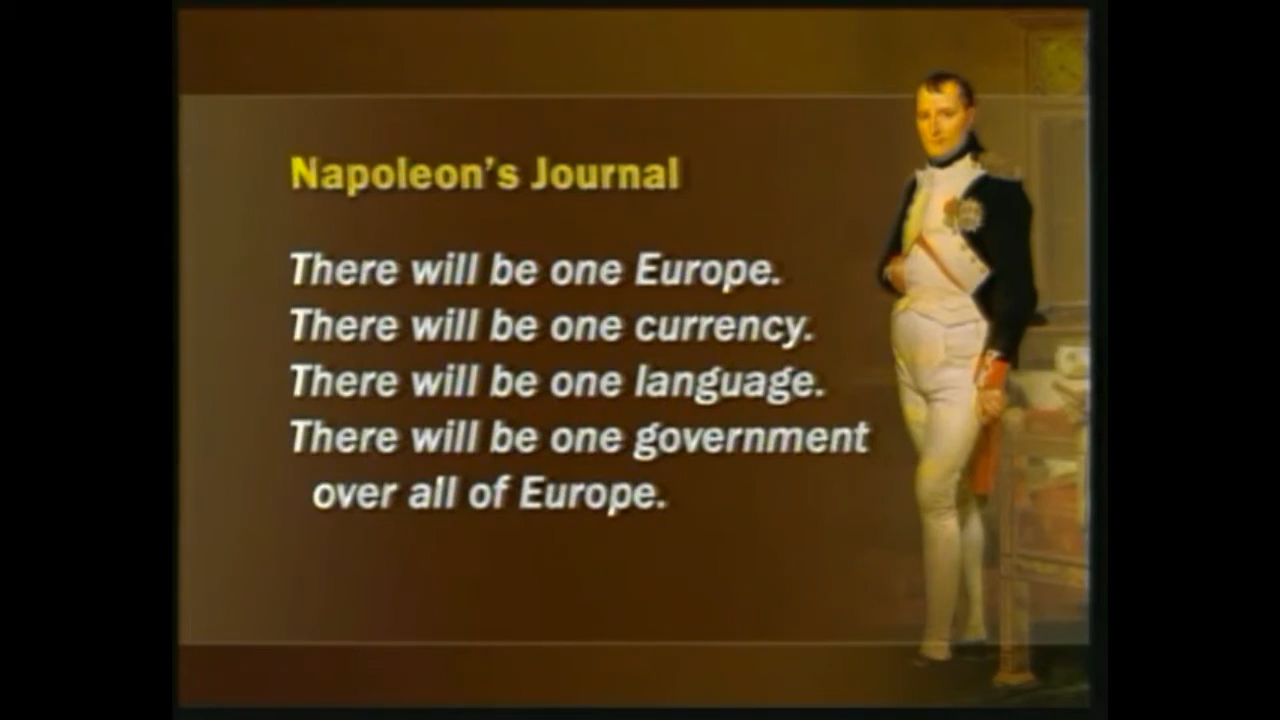 Napoleon's Journal
There will be one Europe.
There will be one currency.
There will be one language.
There will be one government
over all of Europe.